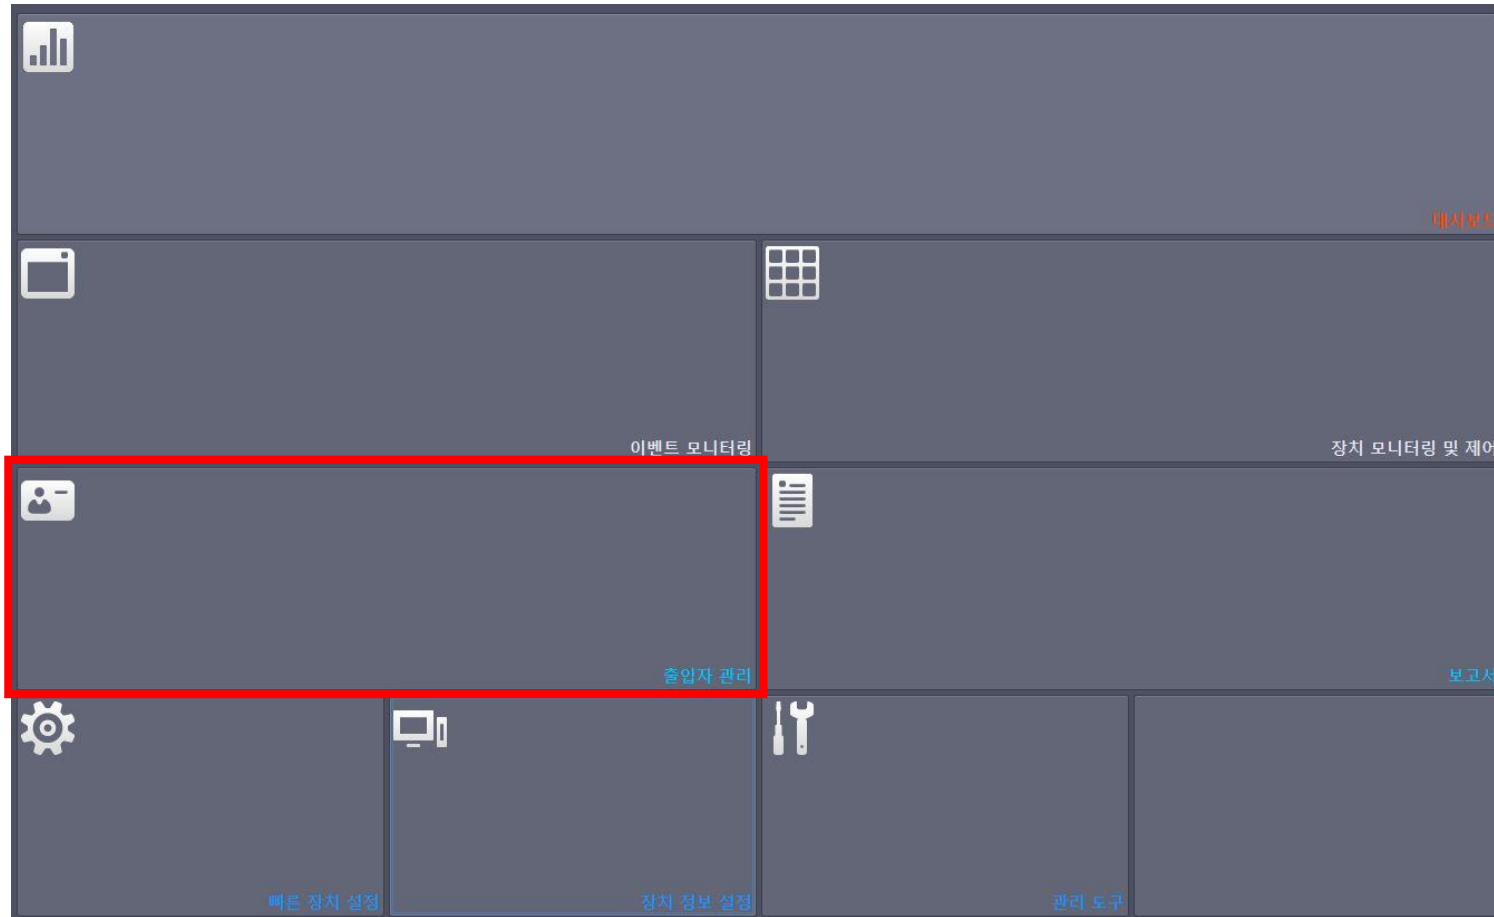 대시보드
이벤트 모니터링
장치 모니터링 및 제어
출입자 관리
보고서
빠른 장치 설정
장치 정보 설정
관리 도구